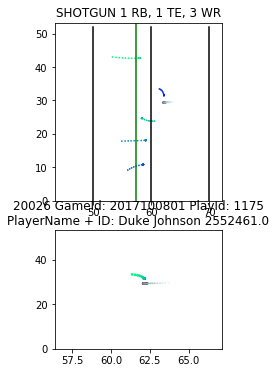 SHOTGUN 1 RB, 1 TE, 3 WR
50
40
30
20
10
0
50 60 70
20026 GameId: 2017100801 PlayId: 1175
PlayerName + ID: Duke Johnson 2552461.0
40
20
0
57.5 60.0 62.5 65.0